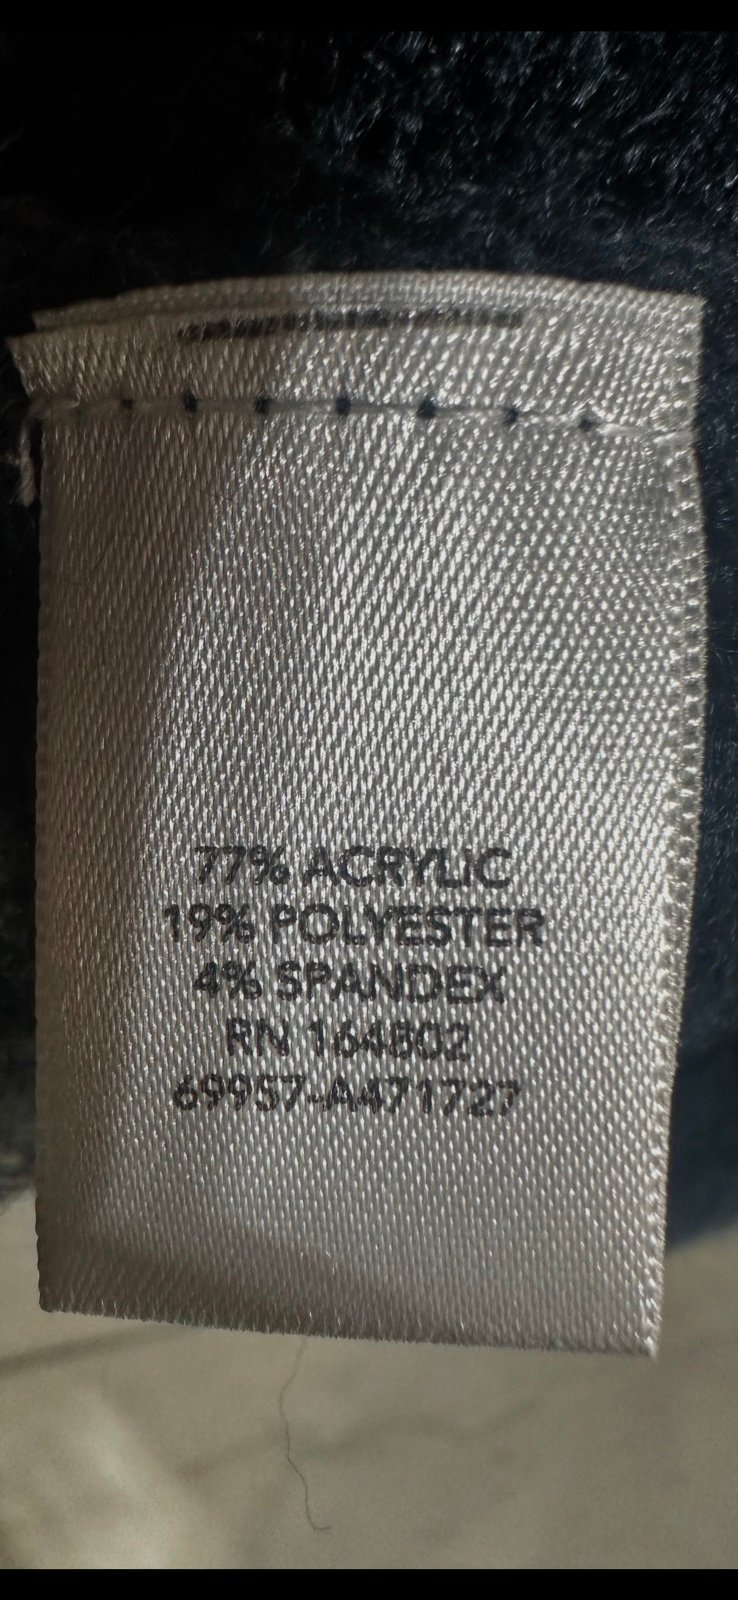 77% ACRYLIC
19% POLYESTER
4% SPANDEX
RN 164802
69957-A471727